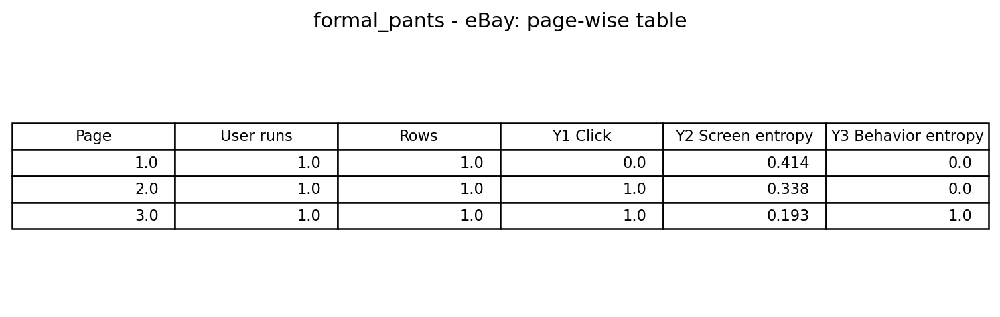 formal_pants - eBay: page-wise table
Page User runs Rows Y1 Click Y2 Screen entropy Y3 Behavior entropy
1.0 1.0 1.0 0.0 0.414 0.0
2.0 1.0 1.0 1.0 0.338 0.0
3.0 1.0 1.0 1.0 0.193 1.0